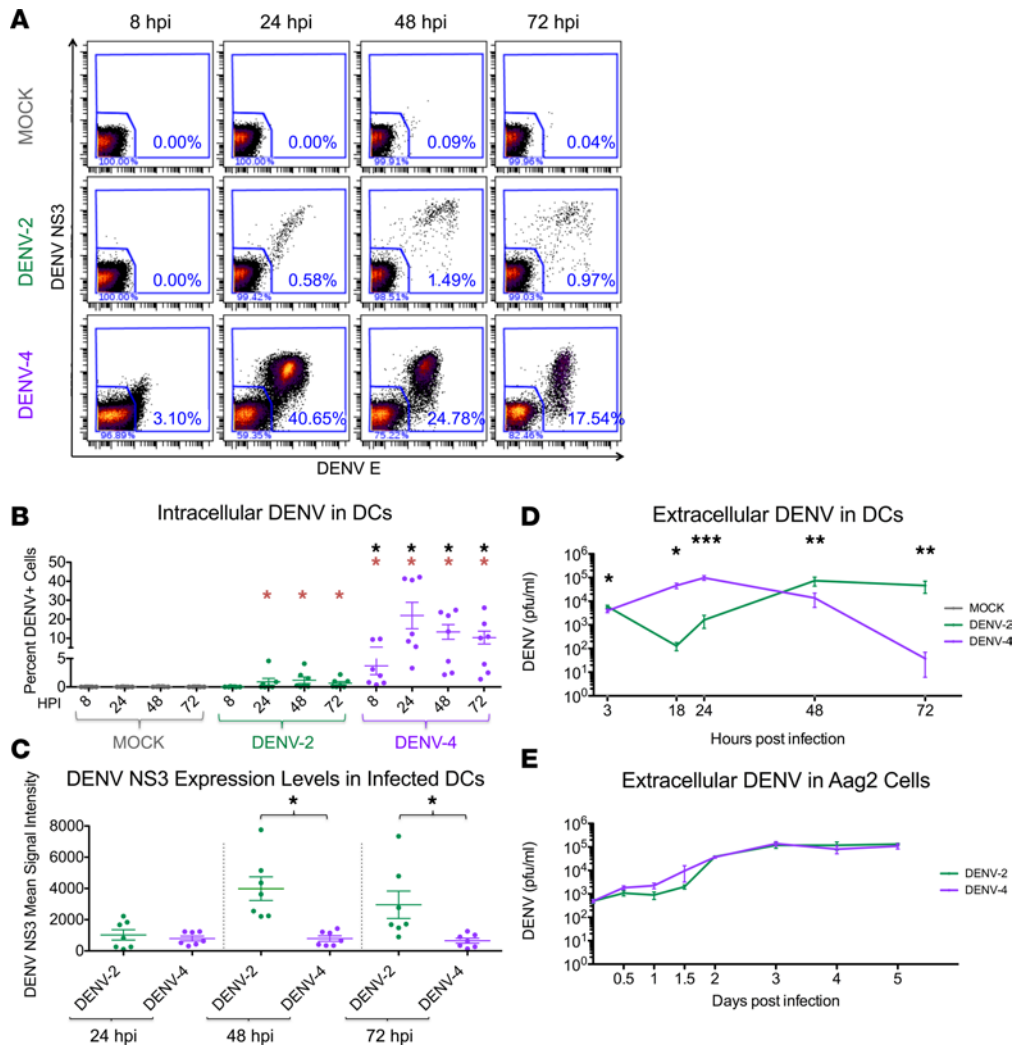 A
8 hpi 24 hpi 48 hpi 72 hpi
MOCK
0.00% 0.00% 0.09% 0.04%
100.00% 100.00% 99.91% 99.96%
DENV NS3
DENV-2
0.00% 0.58% 1.49% 0.97%
100.00% 99.42% 98.51% 99.03%
DENV-4
3.10% 40.65% 24.78% 17.54%
96.89% 59.35% 75.22% 82.46%
DENV E
B
Intracellular DENV in DCs
Percent DENV+ Cells
* * * *
* * * * * * *
50
40
30
20
10
5
0
HPI 8 24 48 72 8 24 48 72 8 24 48 72
MOCK DENV-2 DENV-4
C
DENV NS3 Expression Levels in Infected DCs
DENV NS3 Mean Signal Intensity
* *
8000
6000
4000
2000
0
DENV-2 DENV-4 DENV-2 DENV-4 DENV-2 DENV-4
24 hpi 48 hpi 72 hpi
D
Extracellular DENV in DCs
DENV (pfu/ml)
* * *** ** **
10⁶
10⁵
10⁴
10³
10²
10¹
10⁰
3 18 24 48 72
Hours post infection
MOCK
DENV-2
DENV-4
E
Extracellular DENV in Aag2 Cells
DENV (pfu/ml)
10⁶
10⁵
10⁴
10³
10²
10¹
10⁰
0.5 1 1.5 2 3 4 5
Days post infection
DENV-2
DENV-4